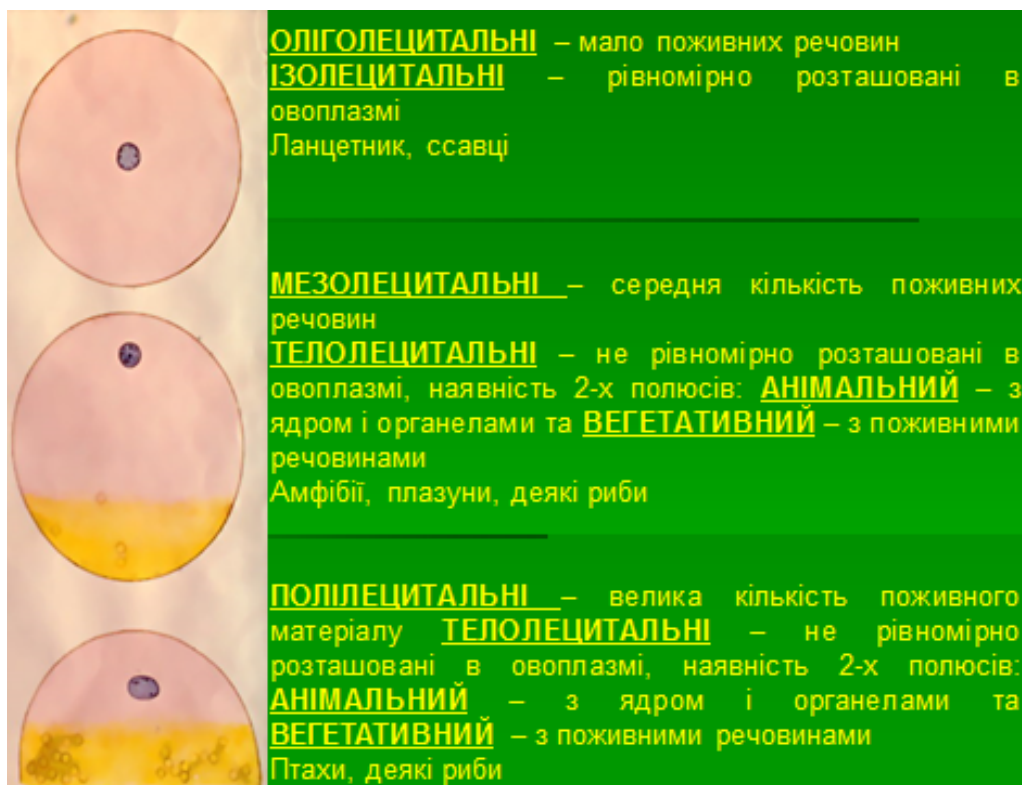 ОЛІГОЛЕЦИТАЛЬНІ – мало поживних речовин
ІЗОЛЕЦИТАЛЬНІ – рівномірно розташовані в
овоплазмі
Ланцетник, ссавці
МЕЗОЛЕЦИТАЛЬНІ – середня кількість поживних
речовин
ТЕЛОЛЕЦИТАЛЬНІ – не рівномірно розташовані в
овоплазмі, наявність 2-х полюсів: АНІМАЛЬНИЙ – з
ядром і органелами та ВЕГЕТАТИВНИЙ – з поживними
речовинами
Амфібії, плазуни, деякі риби
ПОЛІЛЕЦИТАЛЬНІ – велика кількість поживного
матеріалу ТЕЛОЛЕЦИТАЛЬНІ – не рівномірно
розташовані в овоплазмі, наявність 2-х полюсів:
АНІМАЛЬНИЙ – з ядром і органелами та
ВЕГЕТАТИВНИЙ – з поживними речовинами
Птахи, деякі риби